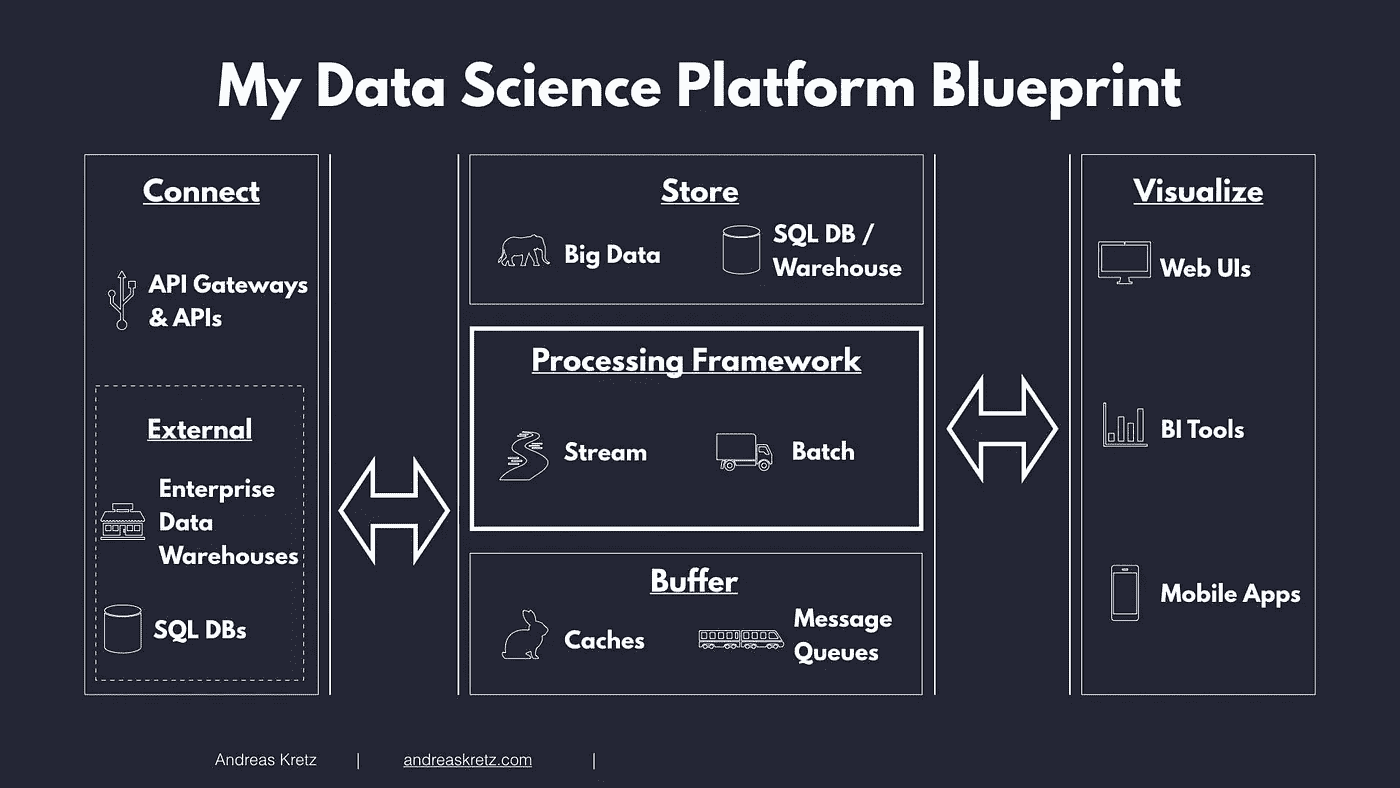 My Data Science Platform Blueprint
Connect
API Gateways
& APIs
External
Enterprise
Data
Warehouses
SQL DBs
Store
Big Data
SQL DB /
Warehouse
Processing Framework
Stream
Batch
Buffer
Caches
Message
Queues
Visualize
Web UIs
BI Tools
Mobile Apps
Andreas Kretz | andreaskretz.com |